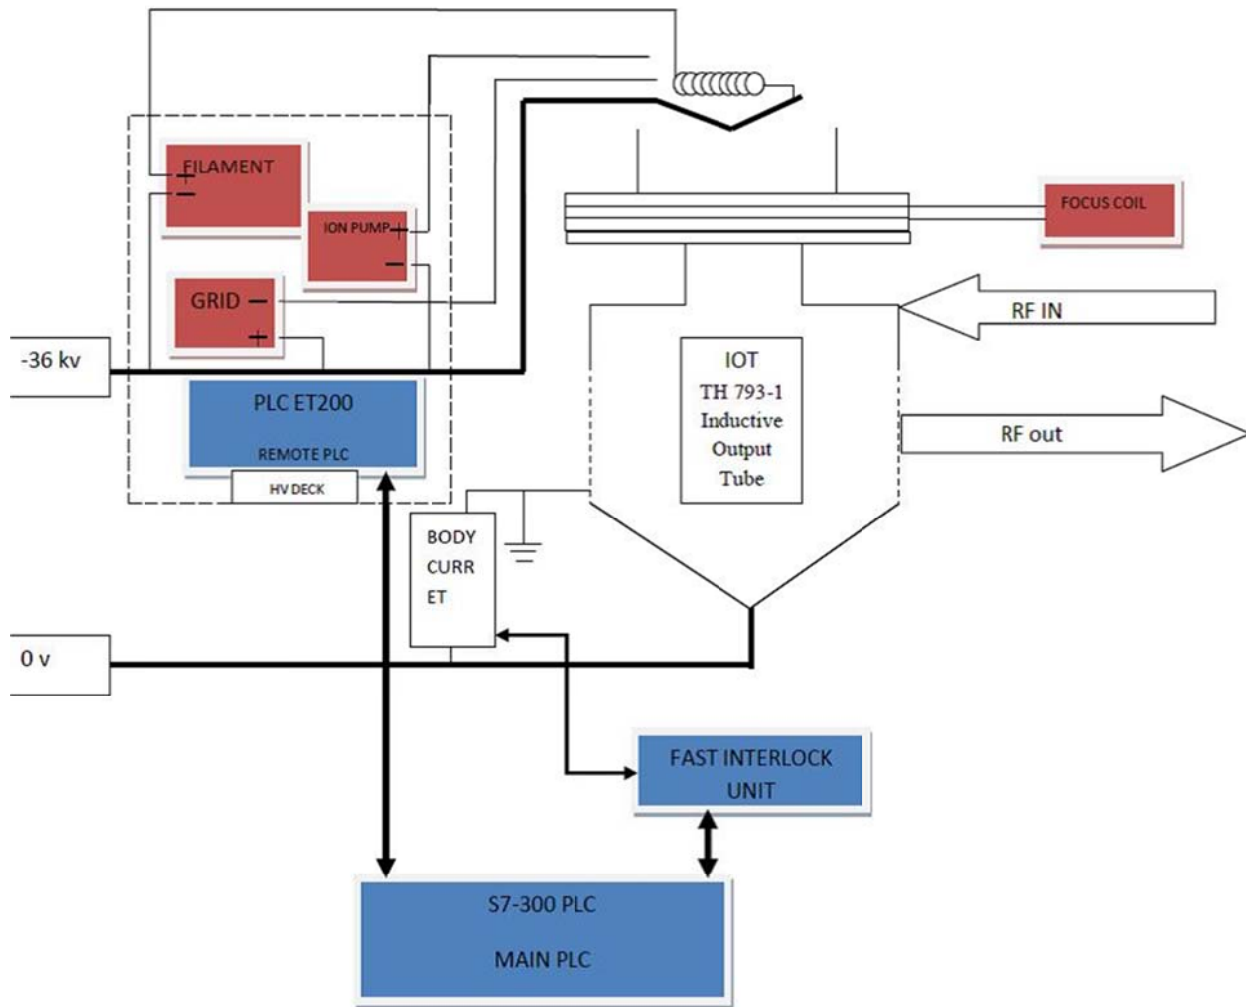 FILAMENT
+
−
ION PUMP +
−
GRID −
+
FOCUS COIL
RF IN
-36 kv
IOT
TH 793-1
Inductive
Output
Tube
PLC ET200
REMOTE PLC
HV DECK
RF out
BODY
CURR
ET
0 v
FAST INTERLOCK
UNIT
S7-300 PLC
MAIN PLC